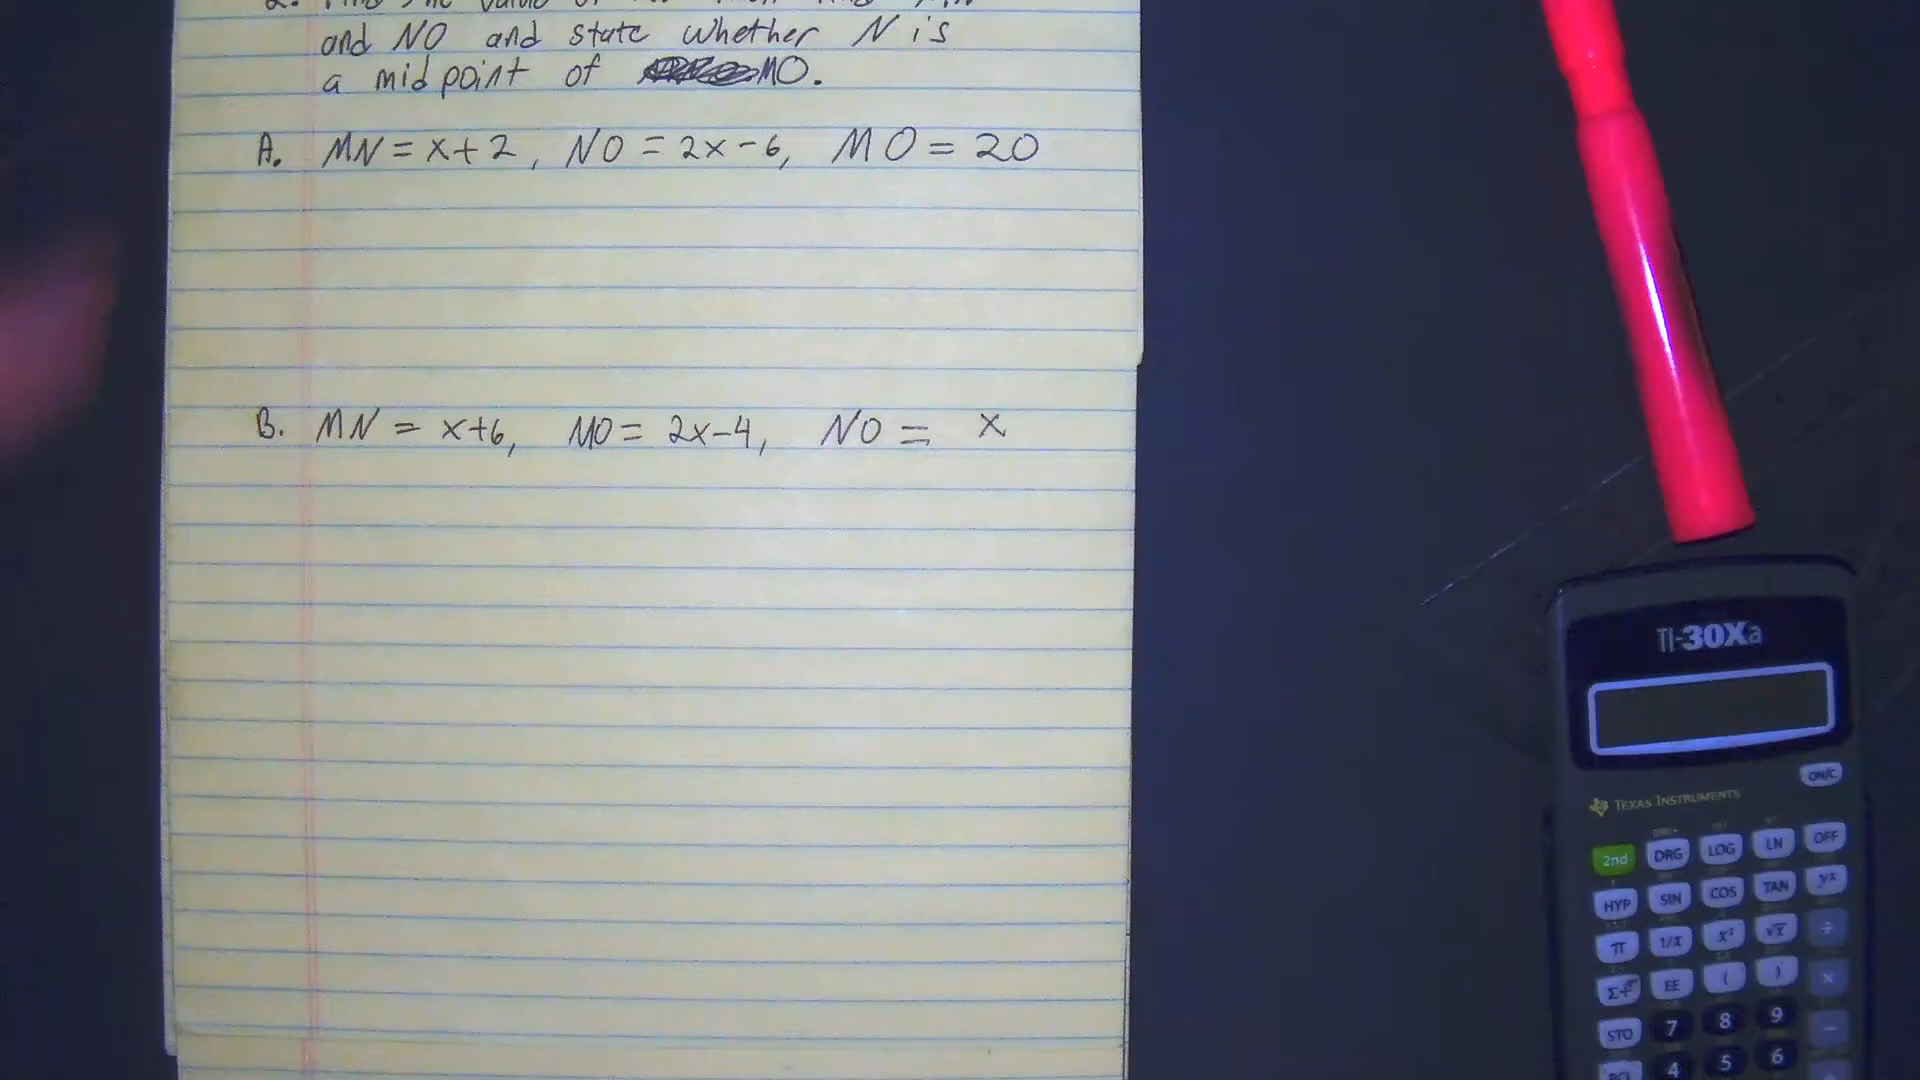 and NO and state whether N is
a midpoint of MO.
A. MN = x+2, NO = 2x-6, MO = 20
B. MN = x+6, MO = 2x-4, NO = x
TI-30Xa
ON/C
TEXAS INSTRUMENTS
2nd DRG LOG LN OFF
HYP SIN COS TAN yˣ
π 1/x x² √x ÷
Σ+ EE ( ) ×
STO 7 8 9 −
4 5 6